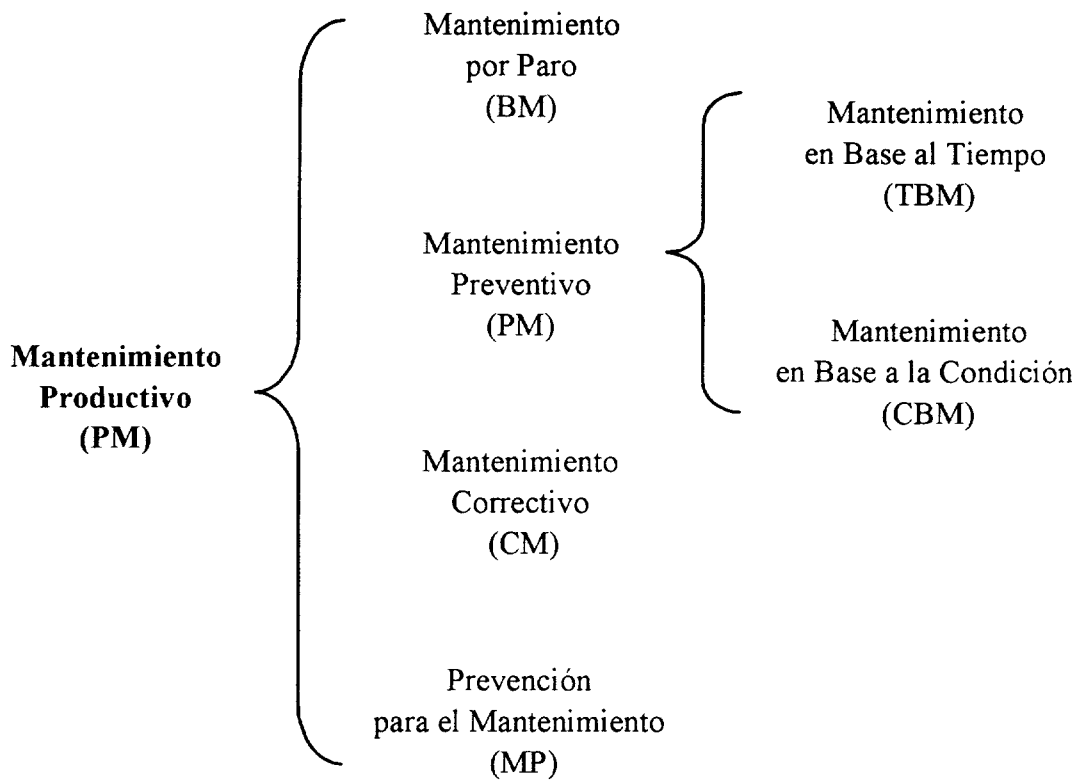 Mantenimiento
Productivo
(PM)
Mantenimiento
por Paro
(BM)
Mantenimiento
Preventivo
(PM)
Mantenimiento
en Base al Tiempo
(TBM)
Mantenimiento
en Base a la Condición
(CBM)
Mantenimiento
Correctivo
(CM)
Prevención
para el Mantenimiento
(MP)